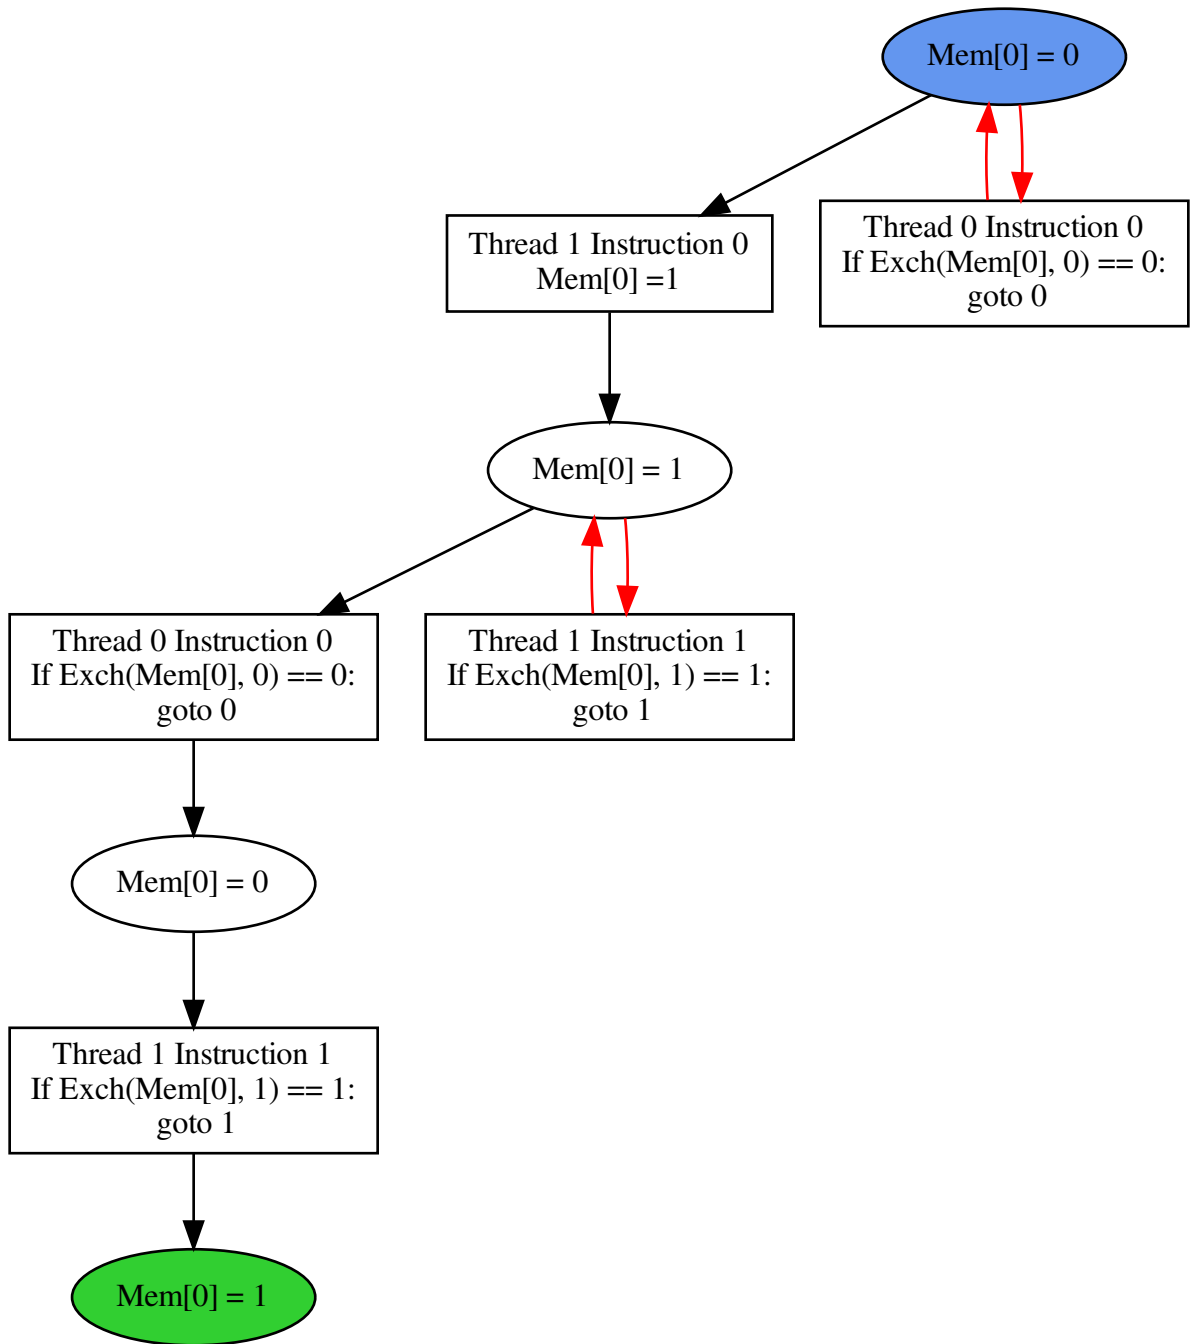 Mem[0] = 0
Thread 1 Instruction 0
Mem[0] =1
Thread 0 Instruction 0
If Exch(Mem[0], 0) == 0:
goto 0
Mem[0] = 1
Thread 0 Instruction 0
If Exch(Mem[0], 0) == 0:
goto 0
Thread 1 Instruction 1
If Exch(Mem[0], 1) == 1:
goto 1
Mem[0] = 0
Thread 1 Instruction 1
If Exch(Mem[0], 1) == 1:
goto 1
Mem[0] = 1